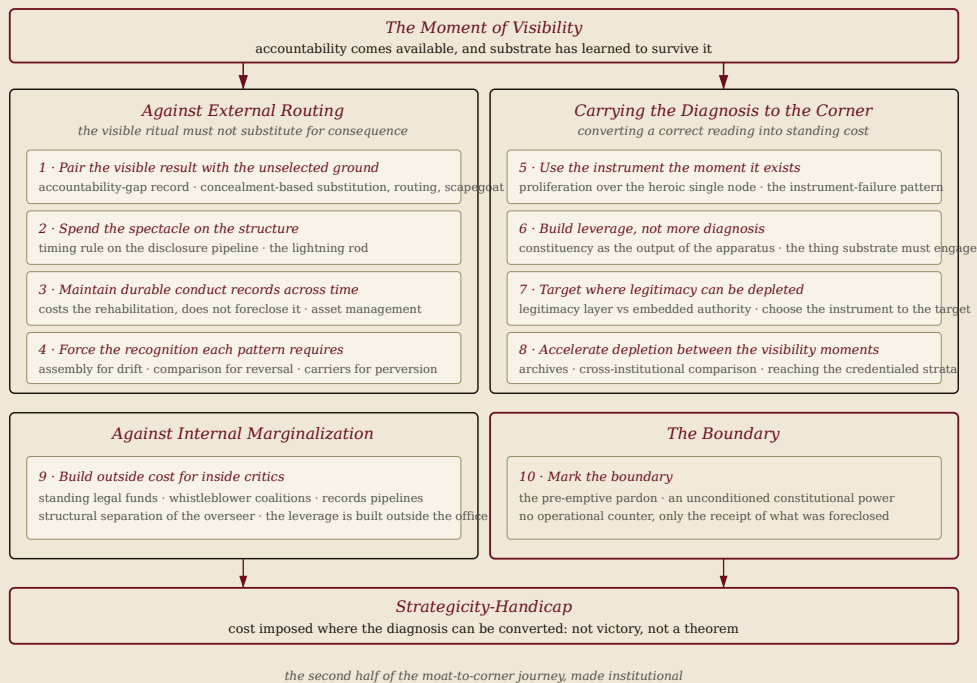 The Moment of Visibility
accountability comes available, and substrate has learned to survive it
Against External Routing
the visible ritual must not substitute for consequence
1 · Pair the visible result with the unselected ground
accountability-gap record · concealment-based substitution, routing, scapegoat
2 · Spend the spectacle on the structure
timing rule on the disclosure pipeline · the lightning rod
3 · Maintain durable conduct records across time
costs the rehabilitation, does not foreclose it · asset management
4 · Force the recognition each pattern requires
assembly for drift · comparison for reversal · carriers for perversion
Carrying the Diagnosis to the Corner
converting a correct reading into standing cost
5 · Use the instrument the moment it exists
proliferation over the heroic single node · the instrument-failure pattern
6 · Build leverage, not more diagnosis
constituency as the output of the apparatus · the thing substrate must engage
7 · Target where legitimacy can be depleted
legitimacy layer vs embedded authority · choose the instrument to the target
8 · Accelerate depletion between the visibility moments
archives · cross-institutional comparison · reaching the credentialed strata
Against Internal Marginalization
9 · Build outside cost for inside critics
standing legal funds · whistleblower coalitions · records pipelines
structural separation of the overseer · the leverage is built outside the office
The Boundary
10 · Mark the boundary
the pre-emptive pardon · an unconditioned constitutional power
no operational counter, only the receipt of what was foreclosed
Strategicity-Handicap
cost imposed where the diagnosis can be converted: not victory, not a theorem
the second half of the moat-to-corner journey, made institutional